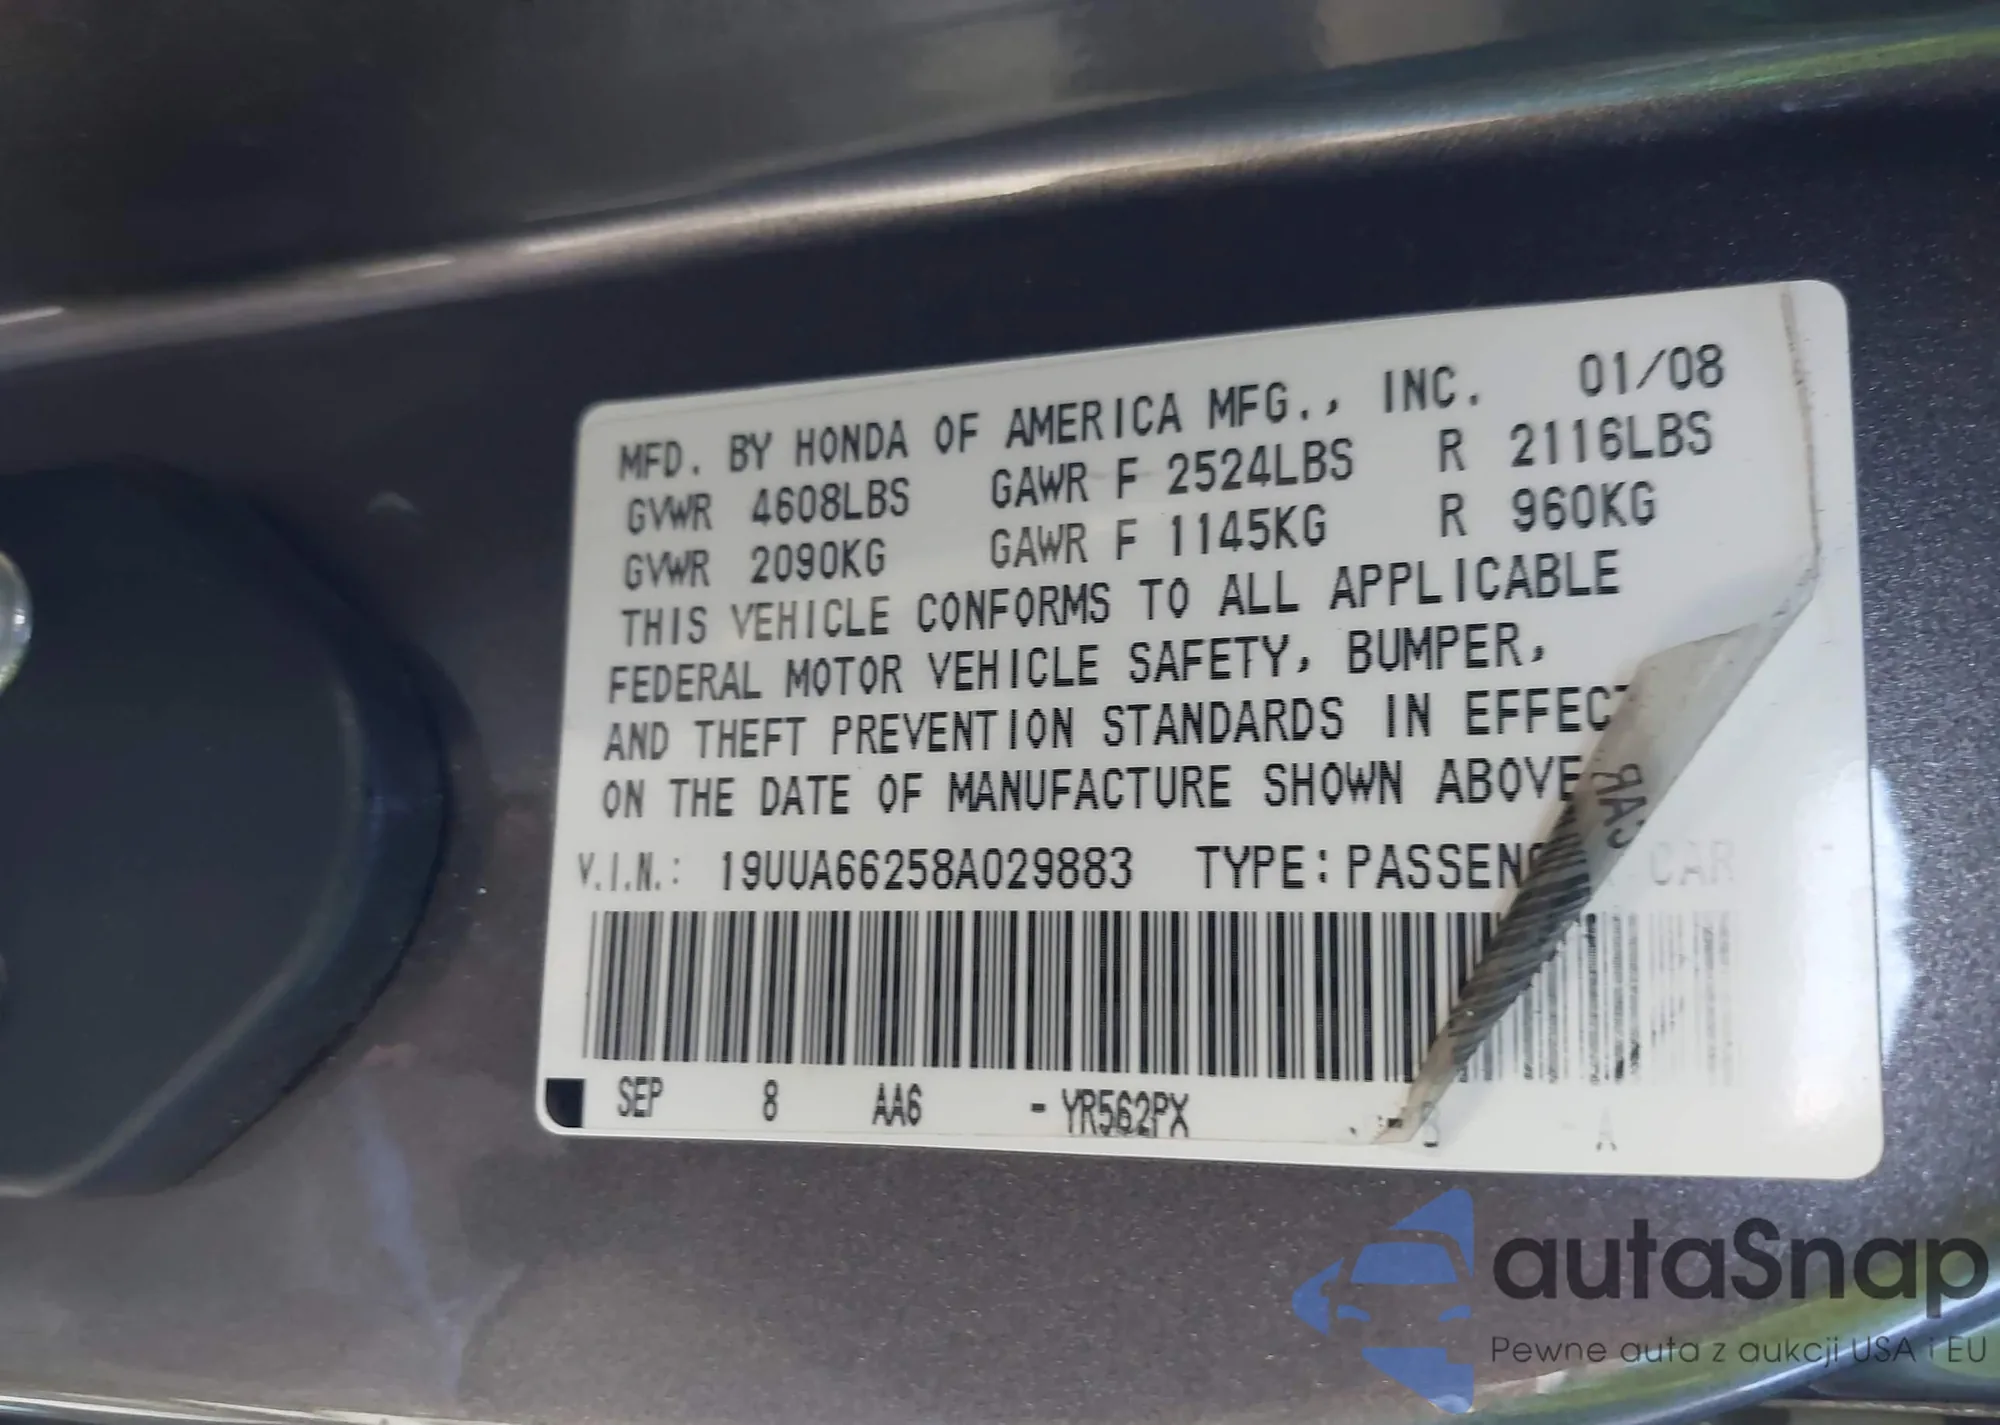 MFD. BY HONDA OF AMERICA MFG., INC. 01/08
GVWR 4608LBS GAWR F 2524LBS R 2116LBS
GVWR 2090KG GAWR F 1145KG R 960KG
THIS VEHICLE CONFORMS TO ALL APPLICABLE
FEDERAL MOTOR VEHICLE SAFETY, BUMPER,
AND THEFT PREVENTION STANDARDS IN EFFECT
ON THE DATE OF MANUFACTURE SHOWN ABOVE
V.I.N.: 19UUA66258A029883 TYPE: PASSENG CAR
SEP 8 AA6 - YR562PX - B - A
autaSnap
Pewne auta z aukcji USA i EU